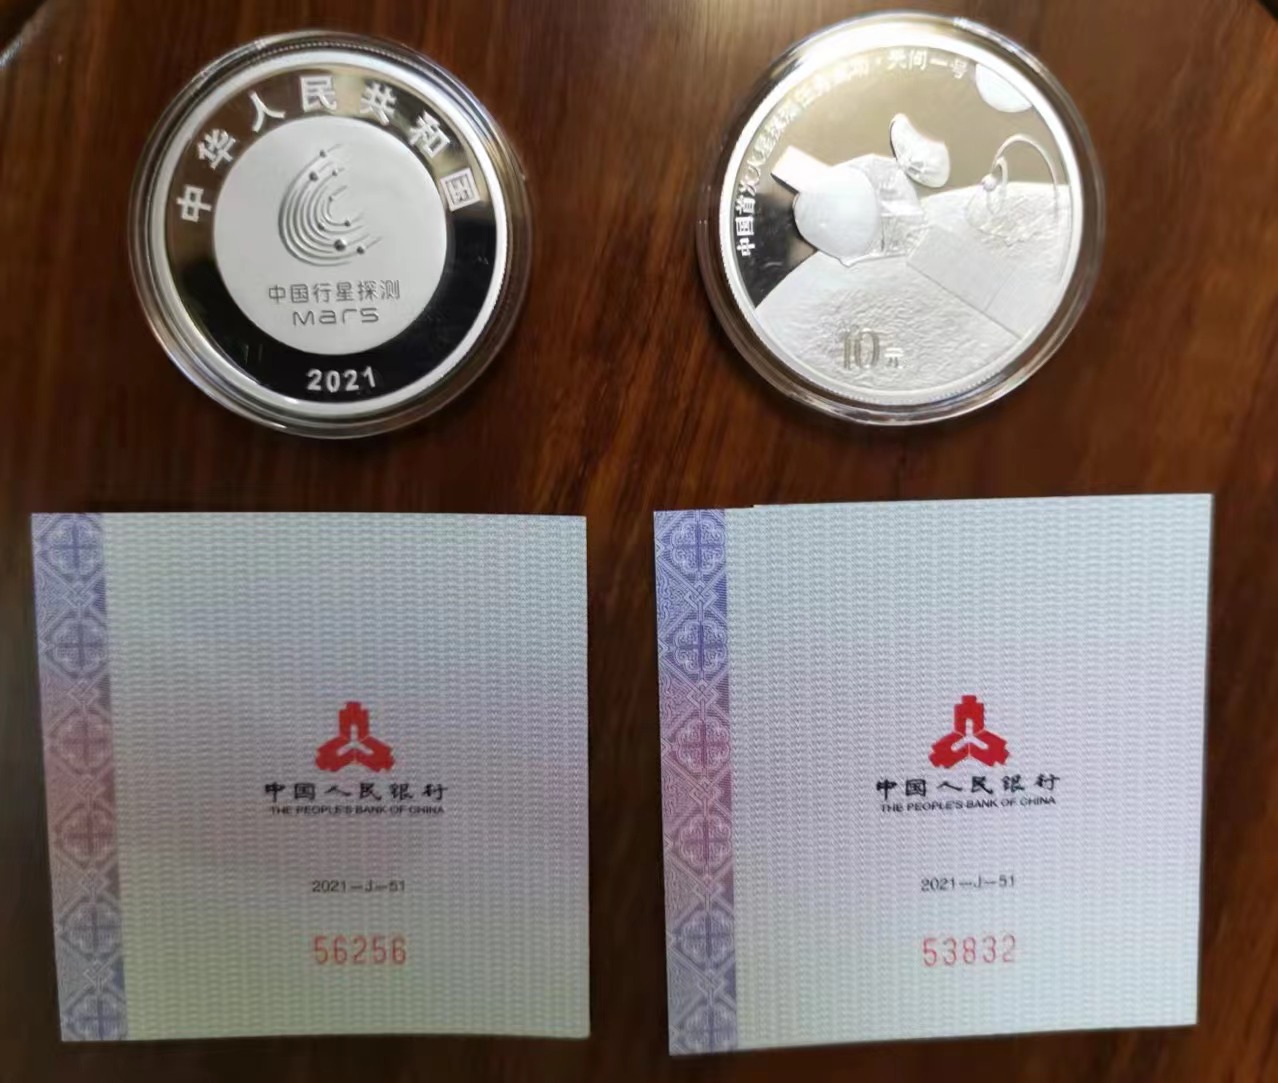 中华人民共和国
中国行星探测
Mars
2021
中国首次火星探测任务成功·天问一号
10元
中国人民银行
THE PEOPLE'S BANK OF CHINA
2021—J—51
56256
中国人民银行
THE PEOPLE'S BANK OF CHINA
2021—J—51
53832